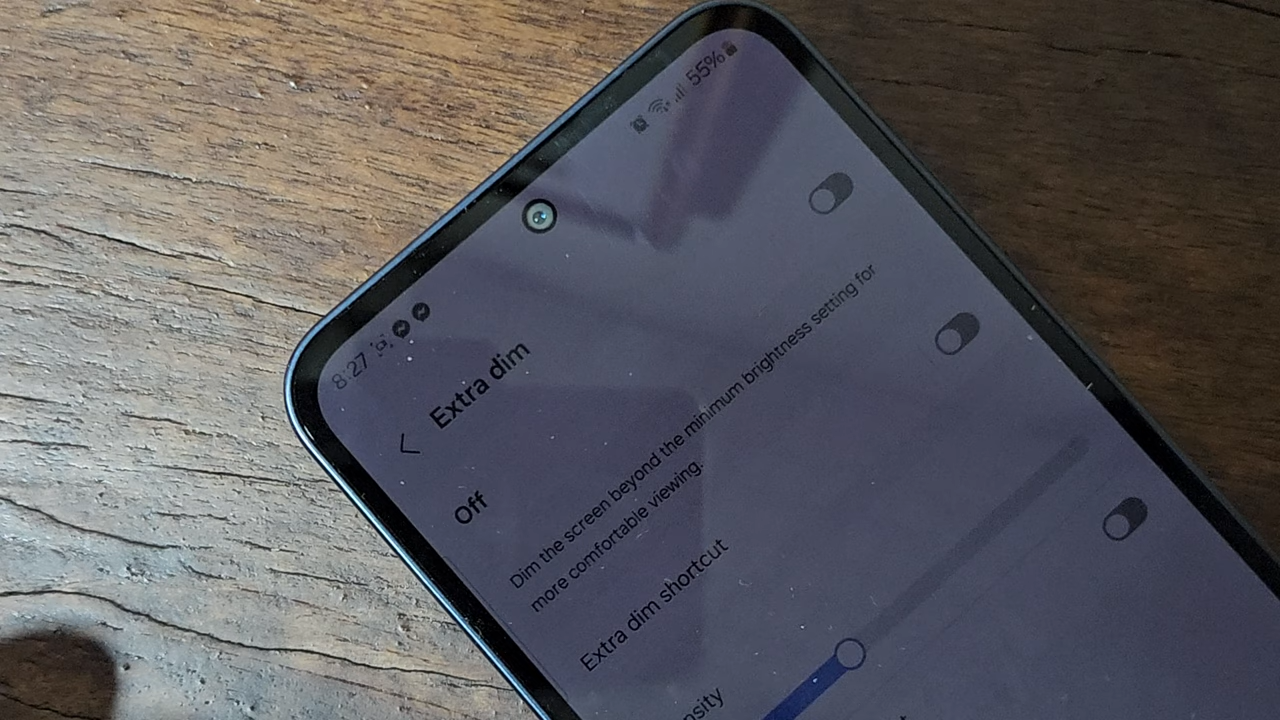 8:27
55%
Extra dim
Off
Dim the screen beyond the minimum brightness setting for
more comfortable viewing.
Extra dim shortcut